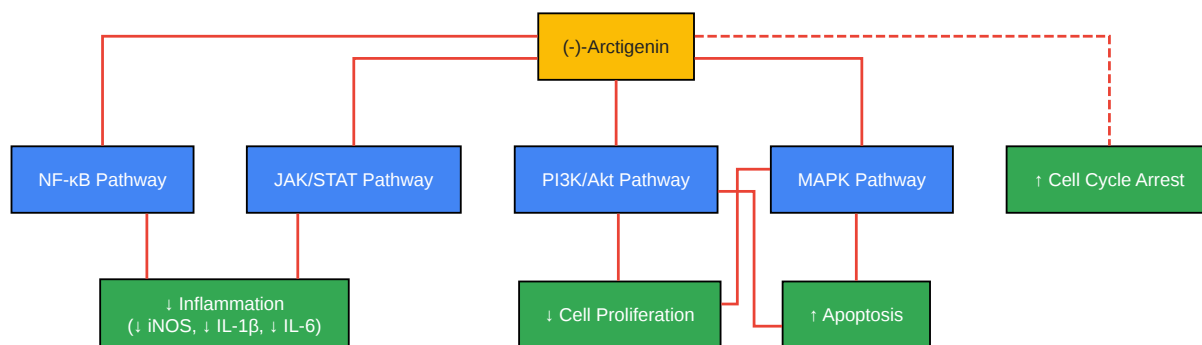 (-)-Arctigenin
NF-κB Pathway
JAK/STAT Pathway
PI3K/Akt Pathway
MAPK Pathway
↑ Cell Cycle Arrest
↓ Inflammation
(↓ iNOS, ↓ IL-1β, ↓ IL-6)
↓ Cell Proliferation
↑ Apoptosis